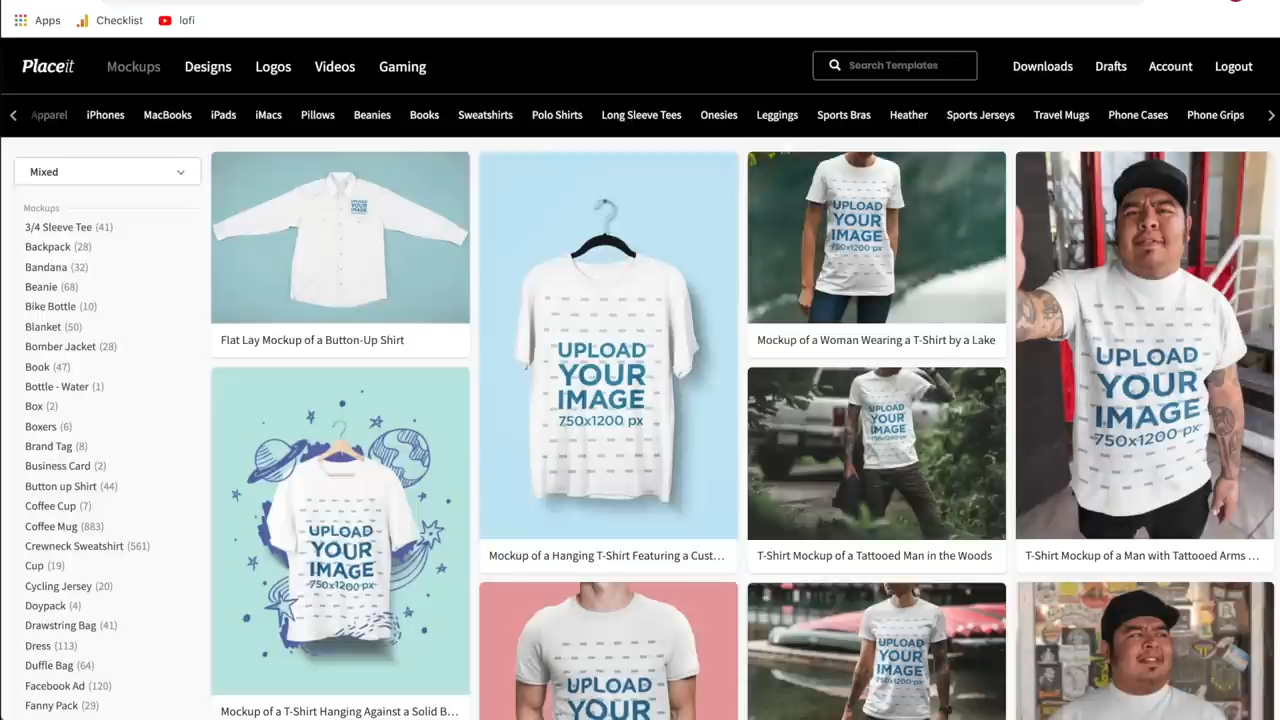 Apps
Checklist
lofi
Placeit
Mockups
Designs
Logos
Videos
Gaming
Search Templates
Downloads
Drafts
Account
Logout
Apparel
iPhones
MacBooks
iPads
iMacs
Pillows
Beanies
Books
Sweatshirts
Polo Shirts
Long Sleeve Tees
Onesies
Leggings
Sports Bras
Heather
Sports Jerseys
Travel Mugs
Phone Cases
Phone Grips
Mixed
Mockups
3/4 Sleeve Tee (41)
Backpack (28)
Bandana (32)
Beanie (68)
Bike Bottle (10)
Blanket (50)
Bomber Jacket (28)
Book (47)
Bottle - Water (1)
Box (2)
Boxers (6)
Brand Tag (8)
Business Card (2)
Button up Shirt (44)
Coffee Cup (7)
Coffee Mug (883)
Crewneck Sweatshirt (561)
Cup (19)
Cycling Jersey (20)
Doypack (4)
Drawstring Bag (41)
Dress (113)
Duffle Bag (64)
Facebook Ad (120)
Fanny Pack (29)
UPLOAD
YOUR
IMAGE
Flat Lay Mockup of a Button-Up Shirt
UPLOAD
YOUR
IMAGE
750x1200 px
Mockup of a T-Shirt Hanging Against a Solid B...
UPLOAD
YOUR
IMAGE
750x1200 px
Mockup of a Hanging T-Shirt Featuring a Cust...
UPLOAD
YOUR
UPLOAD
YOUR
IMAGE
750x1200 px
Mockup of a Woman Wearing a T-Shirt by a Lake
UPLOAD
YOUR
IMAGE
750x1200 px
T-Shirt Mockup of a Tattooed Man in the Woods
UPLOAD
YOUR
IMAGE
750x1200 px
UPLOAD
YOUR
IMAGE
750x1200 px
T-Shirt Mockup of a Man with Tattooed Arms ...